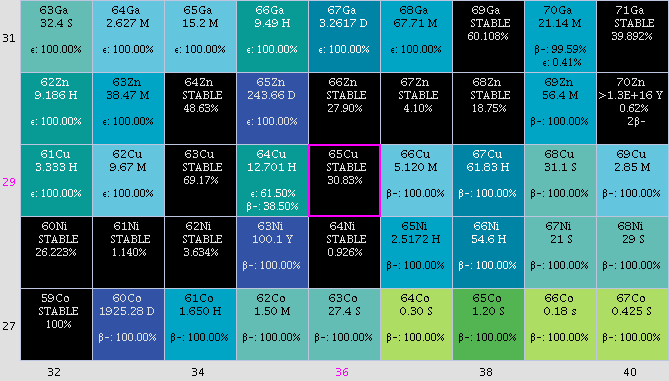 31
63Ga
32.4 S
ϵ: 100.00%
64Ga
2.627 M
ϵ: 100.00%
65Ga
15.2 M
ϵ: 100.00%
66Ga
9.49 H
ϵ: 100.00%
67Ga
3.2617 D
ϵ: 100.00%
68Ga
67.71 M
ϵ: 100.00%
69Ga
STABLE
60.108%
70Ga
21.14 M
β−: 99.59%
ϵ: 0.41%
71Ga
STABLE
39.892%
62Zn
9.186 H
ϵ: 100.00%
63Zn
38.47 M
ϵ: 100.00%
64Zn
STABLE
48.63%
65Zn
243.66 D
ϵ: 100.00%
66Zn
STABLE
27.90%
67Zn
STABLE
4.10%
68Zn
STABLE
18.75%
69Zn
56.4 M
β−: 100.00%
70Zn
>1.3E+16 Y
0.62%
2β−
29
61Cu
3.333 H
ϵ: 100.00%
62Cu
9.67 M
ϵ: 100.00%
63Cu
STABLE
69.17%
64Cu
12.701 H
ϵ: 61.50%
β−: 38.50%
65Cu
STABLE
30.83%
66Cu
5.120 M
β−: 100.00%
67Cu
61.83 H
β−: 100.00%
68Cu
31.1 S
β−: 100.00%
69Cu
2.85 M
β−: 100.00%
60Ni
STABLE
26.223%
61Ni
STABLE
1.140%
62Ni
STABLE
3.634%
63Ni
100.1 Y
β−: 100.00%
64Ni
STABLE
0.926%
65Ni
2.5172 H
β−: 100.00%
66Ni
54.6 H
β−: 100.00%
67Ni
21 S
β−: 100.00%
68Ni
29 S
β−: 100.00%
27
59Co
STABLE
100%
60Co
1925.28 D
β−: 100.00%
61Co
1.650 H
β−: 100.00%
62Co
1.50 M
β−: 100.00%
63Co
27.4 S
β−: 100.00%
64Co
0.30 S
β−: 100.00%
65Co
1.20 S
β−: 100.00%
66Co
0.18 s
β−: 100.00%
67Co
0.425 S
β−: 100.00%
32
34
36
38
40